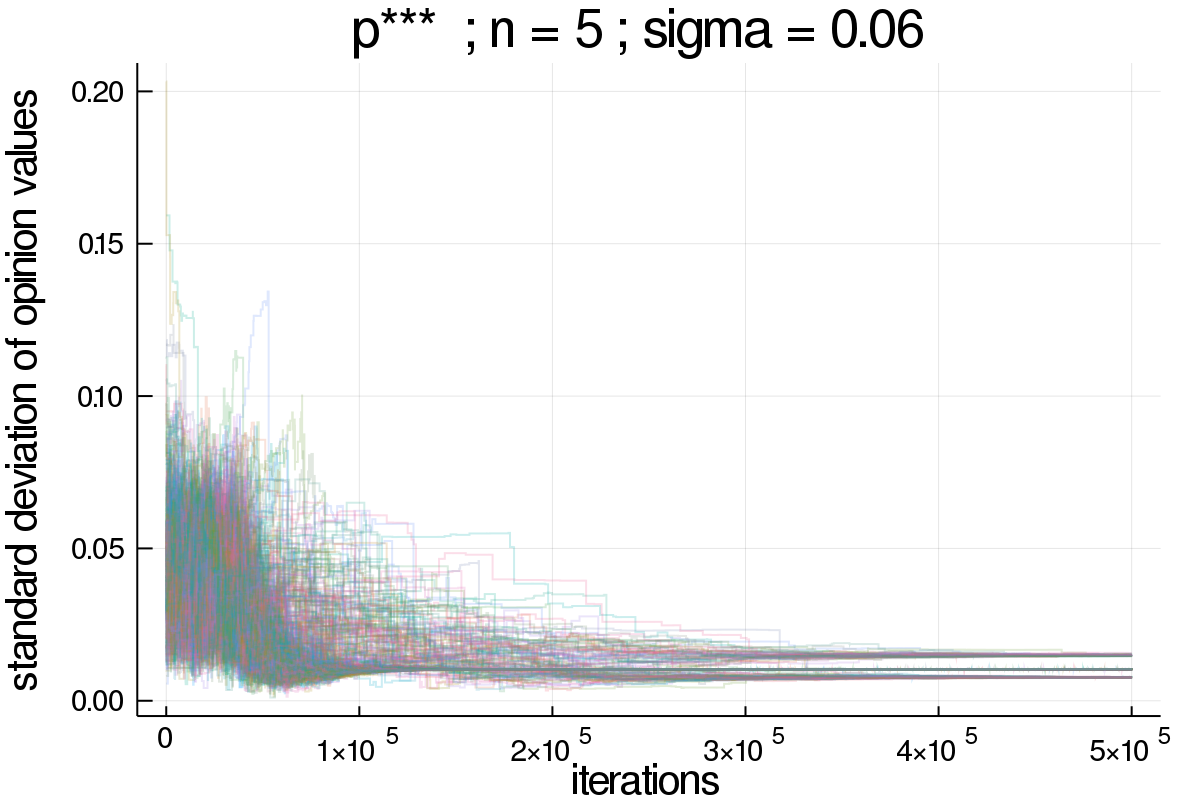 p*** ; n = 5 ; sigma = 0.06
standard deviation of opinion values
0.20
0.15
0.10
0.05
0.00
0 1×10 5 2×10 5 3×10 5 4×10 5 5×10 5
iterations